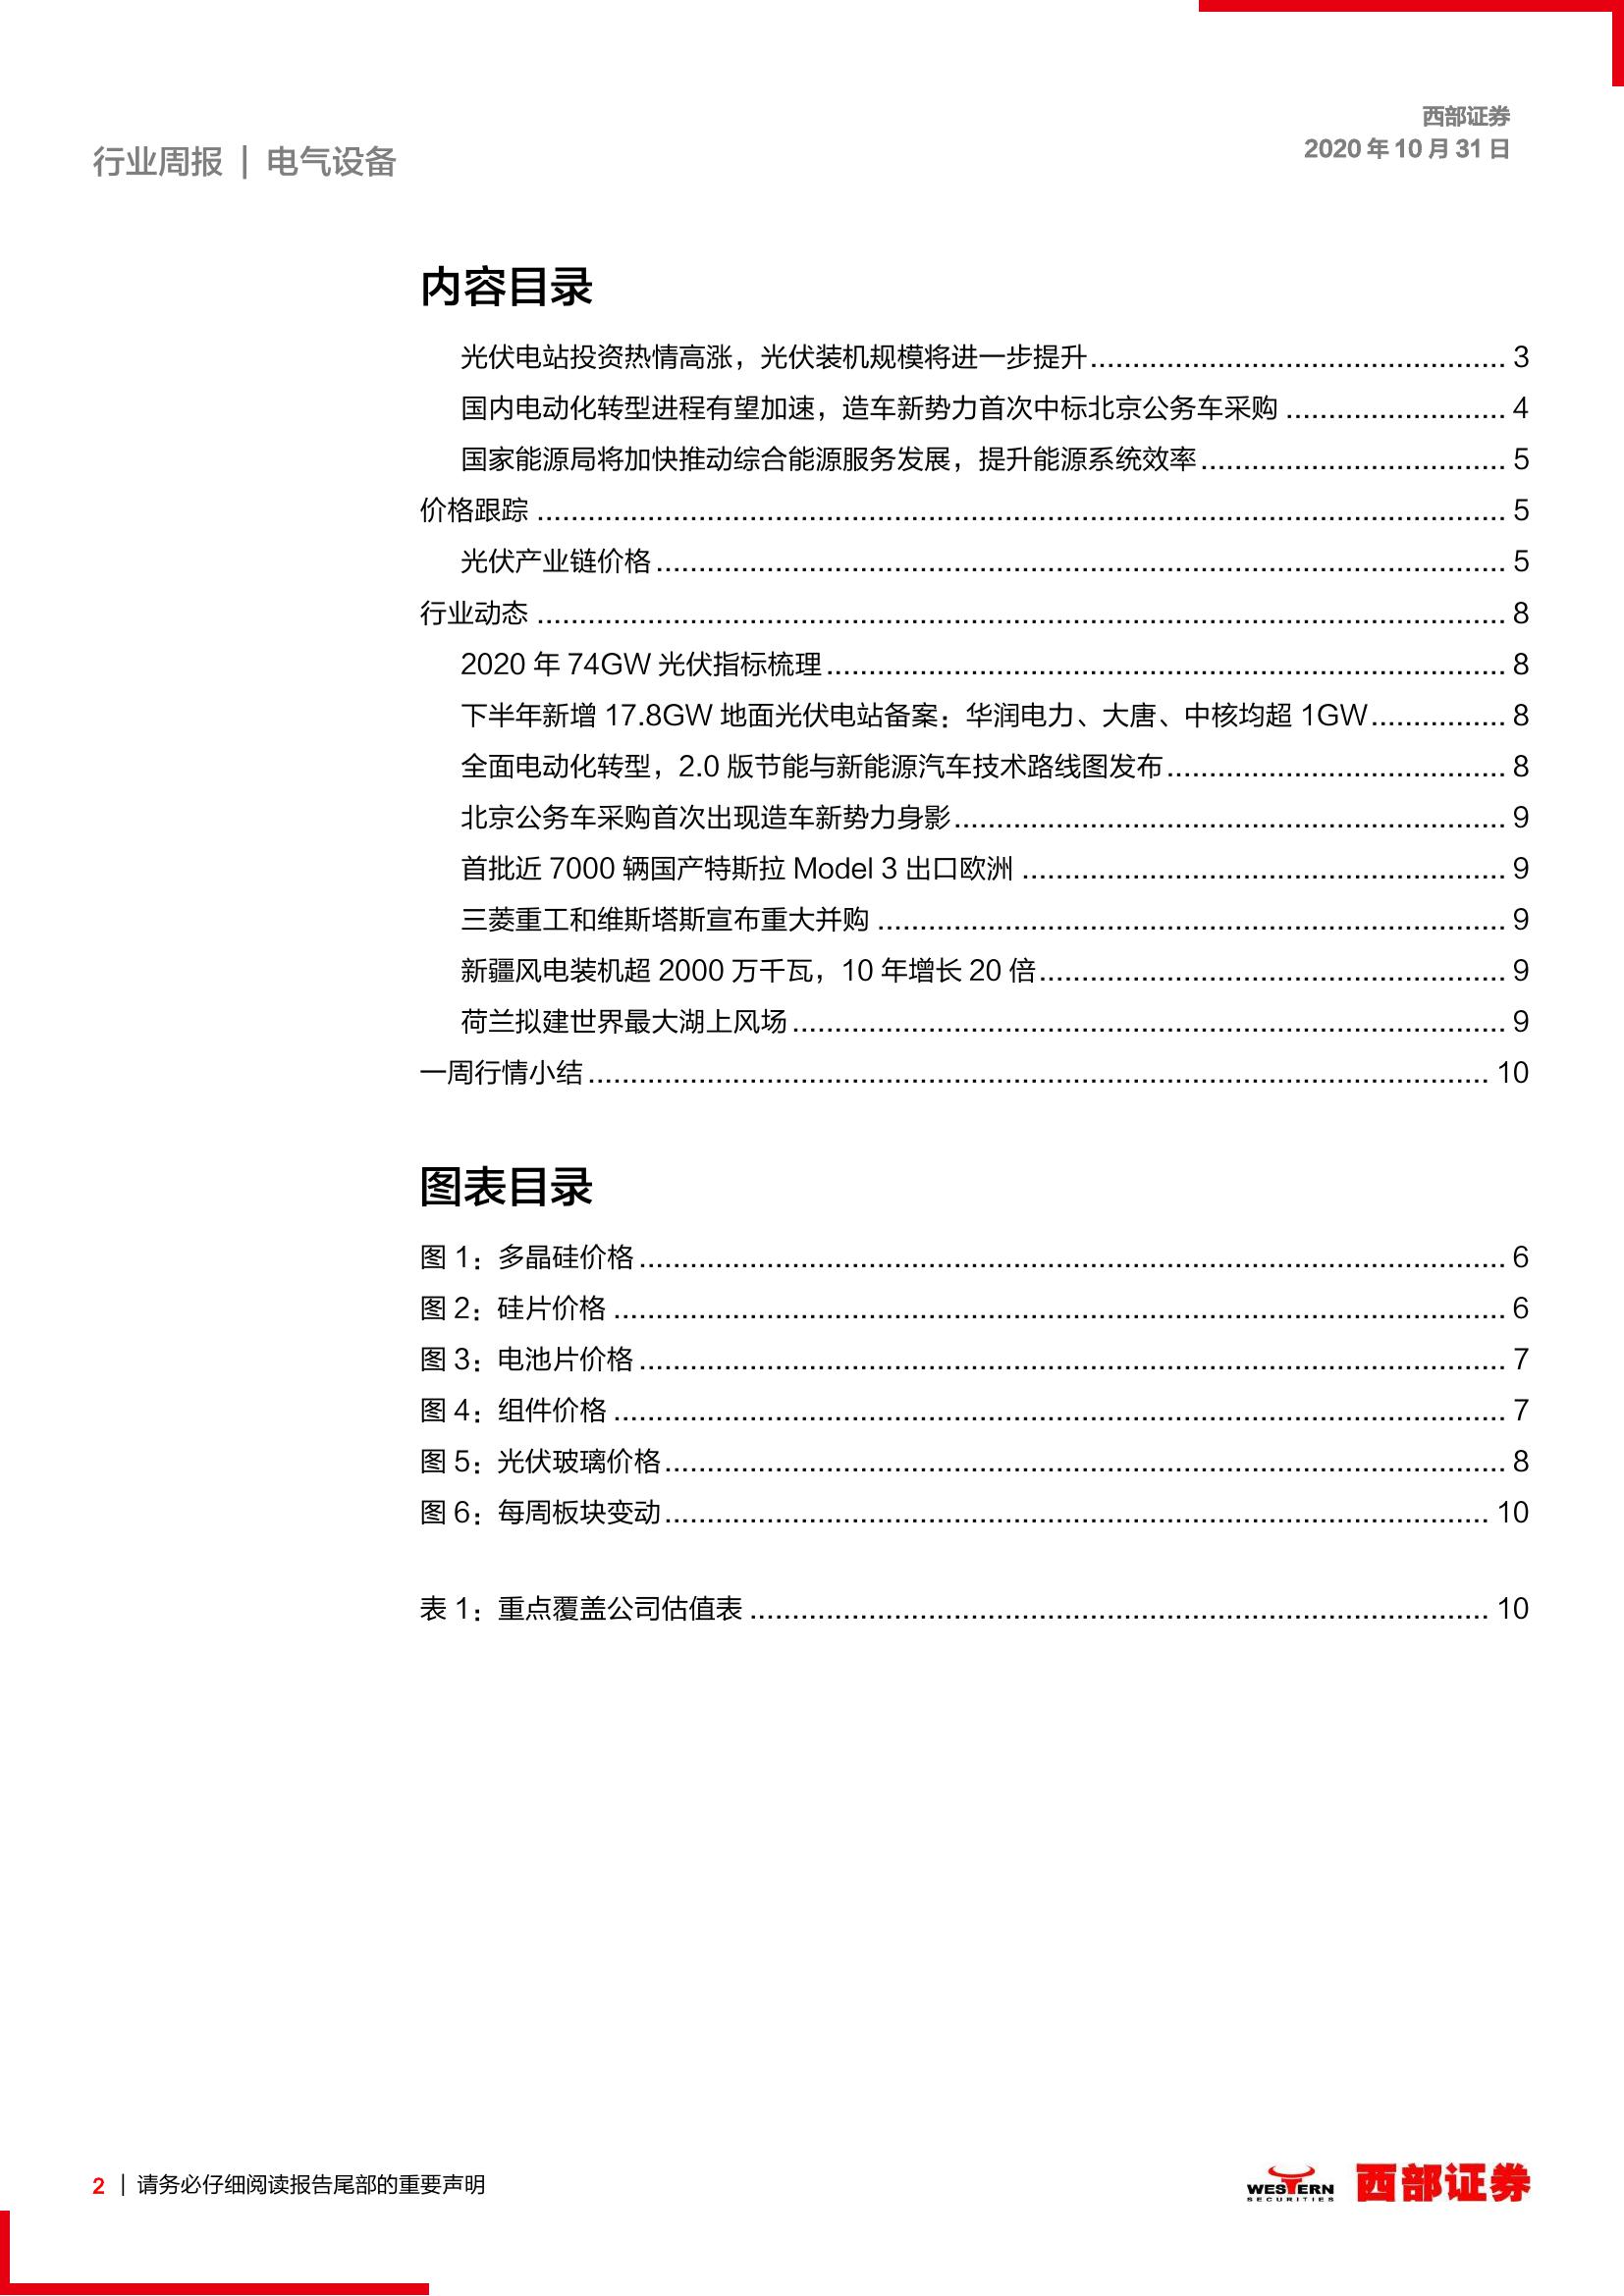 西部证券
2020 年 10 月 31 日
行业周报 | 电气设备
内容目录
光伏电站投资热情高涨，光伏装机规模将进一步提升................................................ 3
国内电动化转型进程有望加速，造车新势力首次中标北京公务车采购.......................... 4
国家能源局将加快推动综合能源服务发展，提升能源系统效率.................................... 5
价格跟踪 ................................................................................ 5
光伏产业链价格................................................................................ 5
行业动态 ................................................................................ 8
2020 年 74GW 光伏指标梳理................................................................................ 8
下半年新增 17.8GW 地面光伏电站备案：华润电力、大唐、中核均超 1GW................ 8
全面电动化转型，2.0 版节能与新能源汽车技术路线图发布........................................ 8
北京公务车采购首次出现造车新势力身影................................................................ 9
首批近 7000 辆国产特斯拉 Model 3 出口欧洲 ......................................................... 9
三菱重工和维斯塔斯宣布重大并购 ......................................................................... 9
新疆风电装机超 2000 万千瓦，10 年增长 20 倍....................................................... 9
荷兰拟建世界最大湖上风场 ................................................................................ 9
一周行情小结................................................................................ 10
图表目录
图 1：多晶硅价格................................................................................ 6
图 2：硅片价格 ................................................................................ 6
图 3：电池片价格................................................................................ 7
图 4：组件价格 ................................................................................ 7
图 5：光伏玻璃价格................................................................................ 8
图 6：每周板块变动................................................................................ 10
表 1：重点覆盖公司估值表 ................................................................................ 10
2 | 请务必仔细阅读报告尾部的重要声明
WESTERN
SECURITIES
西部证券